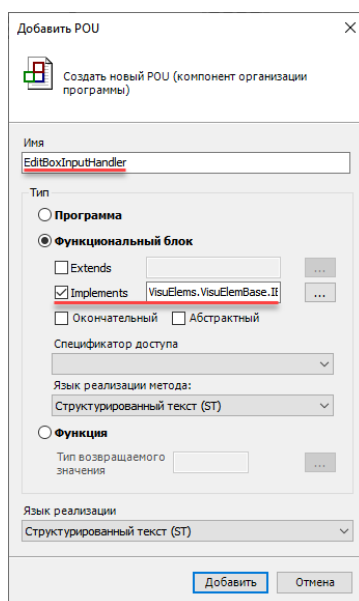 Добавить POU
Создать новый POU (компонент организации
программы)
Имя
EditBoxInputHandler
Тип
Программа
Функциональный блок
Extends
...
Implements
VisuElems.VisuElemBase.IE
...
Окончательный
Абстрактный
Спецификатор доступа
Язык реализации метода:
Структурированный текст (ST)
Функция
Тип возвращаемого
значения
...
Язык реализации
Структурированный текст (ST)
Добавить
Отмена